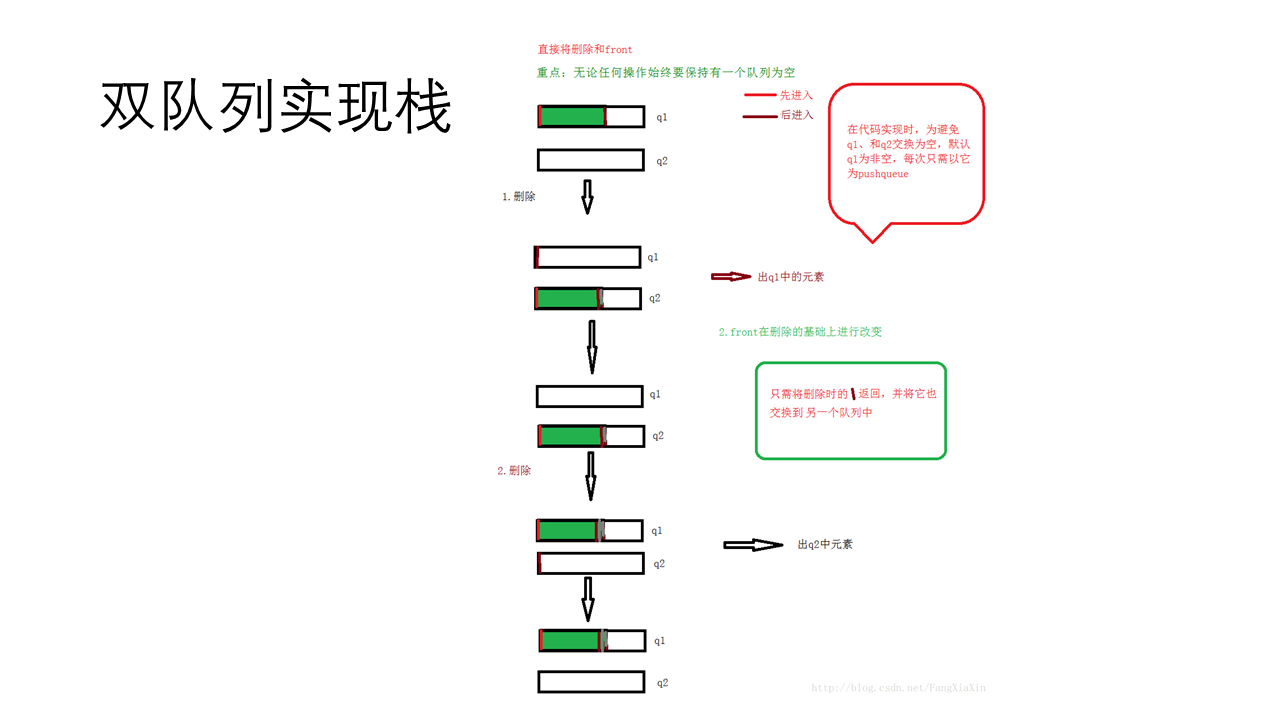 双队列实现栈
直接将删除和front
重点：无论任何操作始终要保持有一个队列为空
先进入
后进入
q1
q2
在代码实现时，为避免
q1、和q2交换为空，默认
q1为非空，每次只需以它
为pushqueue
1.删除
q1
出q1中的元素
q2
2.front在删除的基础上进行改变
q1
只需将删除时的 返回，并将它也
交换到 另一个队列中
q2
2.删除
q1
出q2中元素
q2
q1
q2
http://blog.csdn.net/FangXiaXin